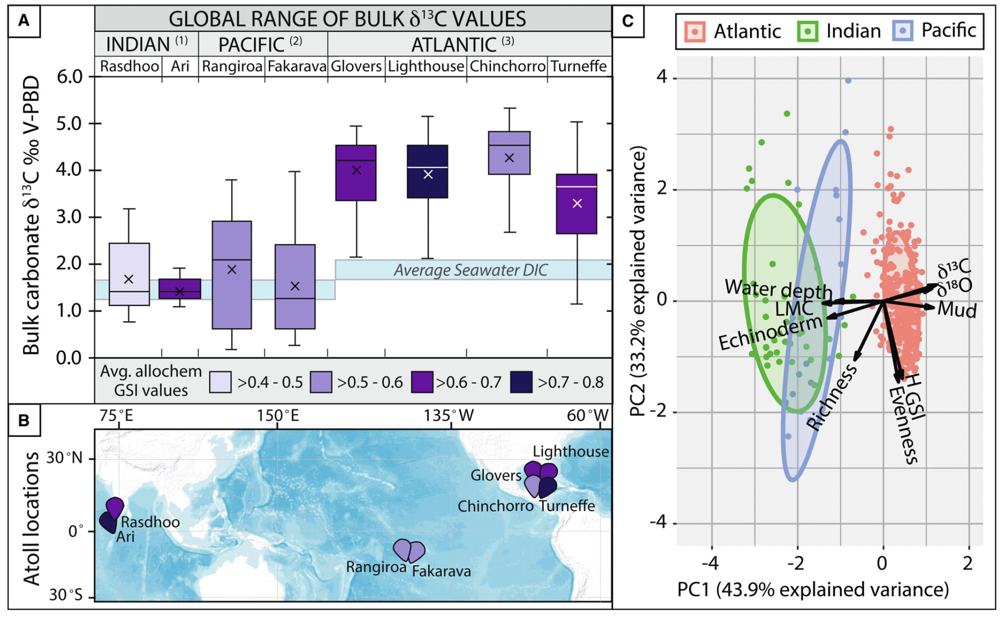 A
GLOBAL RANGE OF BULK δ¹³C VALUES
INDIAN (1) PACIFIC (2) ATLANTIC (3)
Rasdhoo Ari Rangiroa Fakarava Glovers Lighthouse Chinchorro Turneffe
Bulk carbonate δ¹³C ‰ V-PBD
6.0
5.0
4.0
3.0
2.0
1.0
0.0
Average Seawater DIC
Avg. allochem
GSI values
>0.4 - 0.5 >0.5 - 0.6 >0.6 - 0.7 >0.7 - 0.8
B
75°E 150°E 135°W 60°W
Atoll locations
30°N
0°
30°S
Lighthouse
Glovers
Chinchorro Turneffe
Rasdhoo
Ari
Rangiroa Fakarava
C
Atlantic Indian Pacific
PC2 (33.2% explained variance)
4
2
0
-2
-4
δ¹³C
δ¹⁸O
Mud
Water depth
LMC
Echinoderm
Richness
H GSI
Evenness
-4 -2 0 2
PC1 (43.9% explained variance)